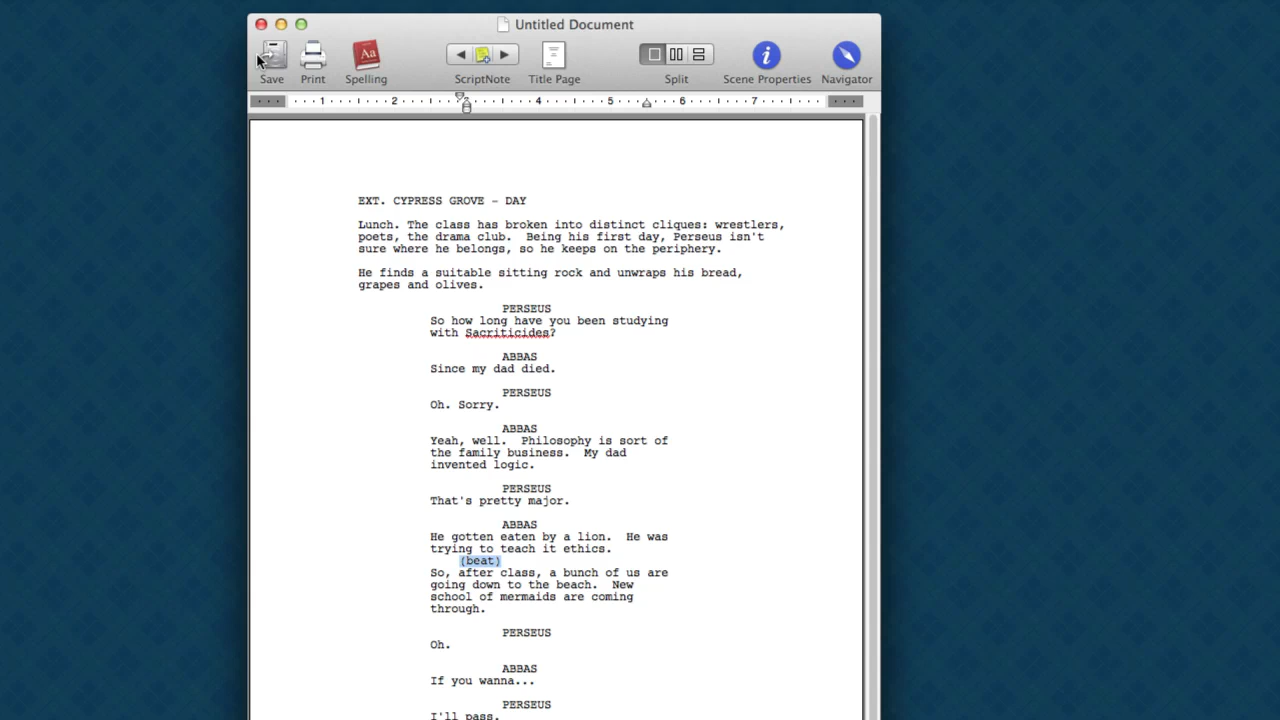 Untitled Document
Save Print Spelling ScriptNote Title Page Split Scene Properties Navigator
1 2 4 5 6 7
EXT. CYPRESS GROVE - DAY
Lunch. The class has broken into distinct cliques: wrestlers,
poets, the drama club.  Being his first day, Perseus isn't
sure where he belongs, so he keeps on the periphery.
He finds a suitable sitting rock and unwraps his bread,
grapes and olives.
PERSEUS
So how long have you been studying
with Sacriticides?
ABBAS
Since my dad died.
PERSEUS
Oh. Sorry.
ABBAS
Yeah, well.  Philosophy is sort of
the family business.  My dad
invented logic.
PERSEUS
That's pretty major.
ABBAS
He gotten eaten by a lion.  He was
trying to teach it ethics.
(beat)
So, after class, a bunch of us are
going down to the beach.  New
school of mermaids are coming
through.
PERSEUS
Oh.
ABBAS
If you wanna...
PERSEUS
I'll pass.